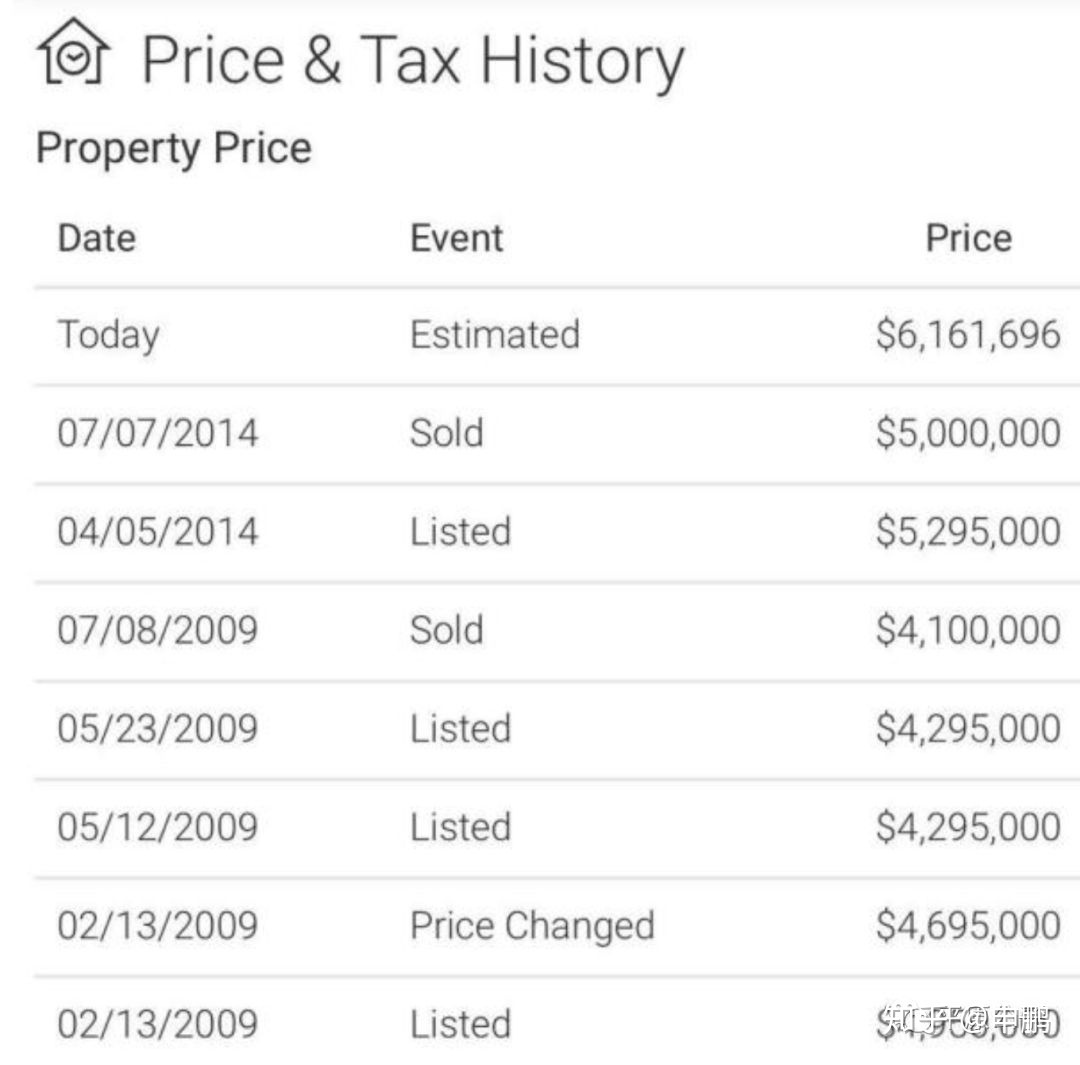 Price & Tax History
Property Price
Date Event Price
Today Estimated $6,161,696
07/07/2014 Sold $5,000,000
04/05/2014 Listed $5,295,000
07/08/2009 Sold $4,100,000
05/23/2009 Listed $4,295,000
05/12/2009 Listed $4,295,000
02/13/2009 Price Changed $4,695,000
02/13/2009 Listed
知乎